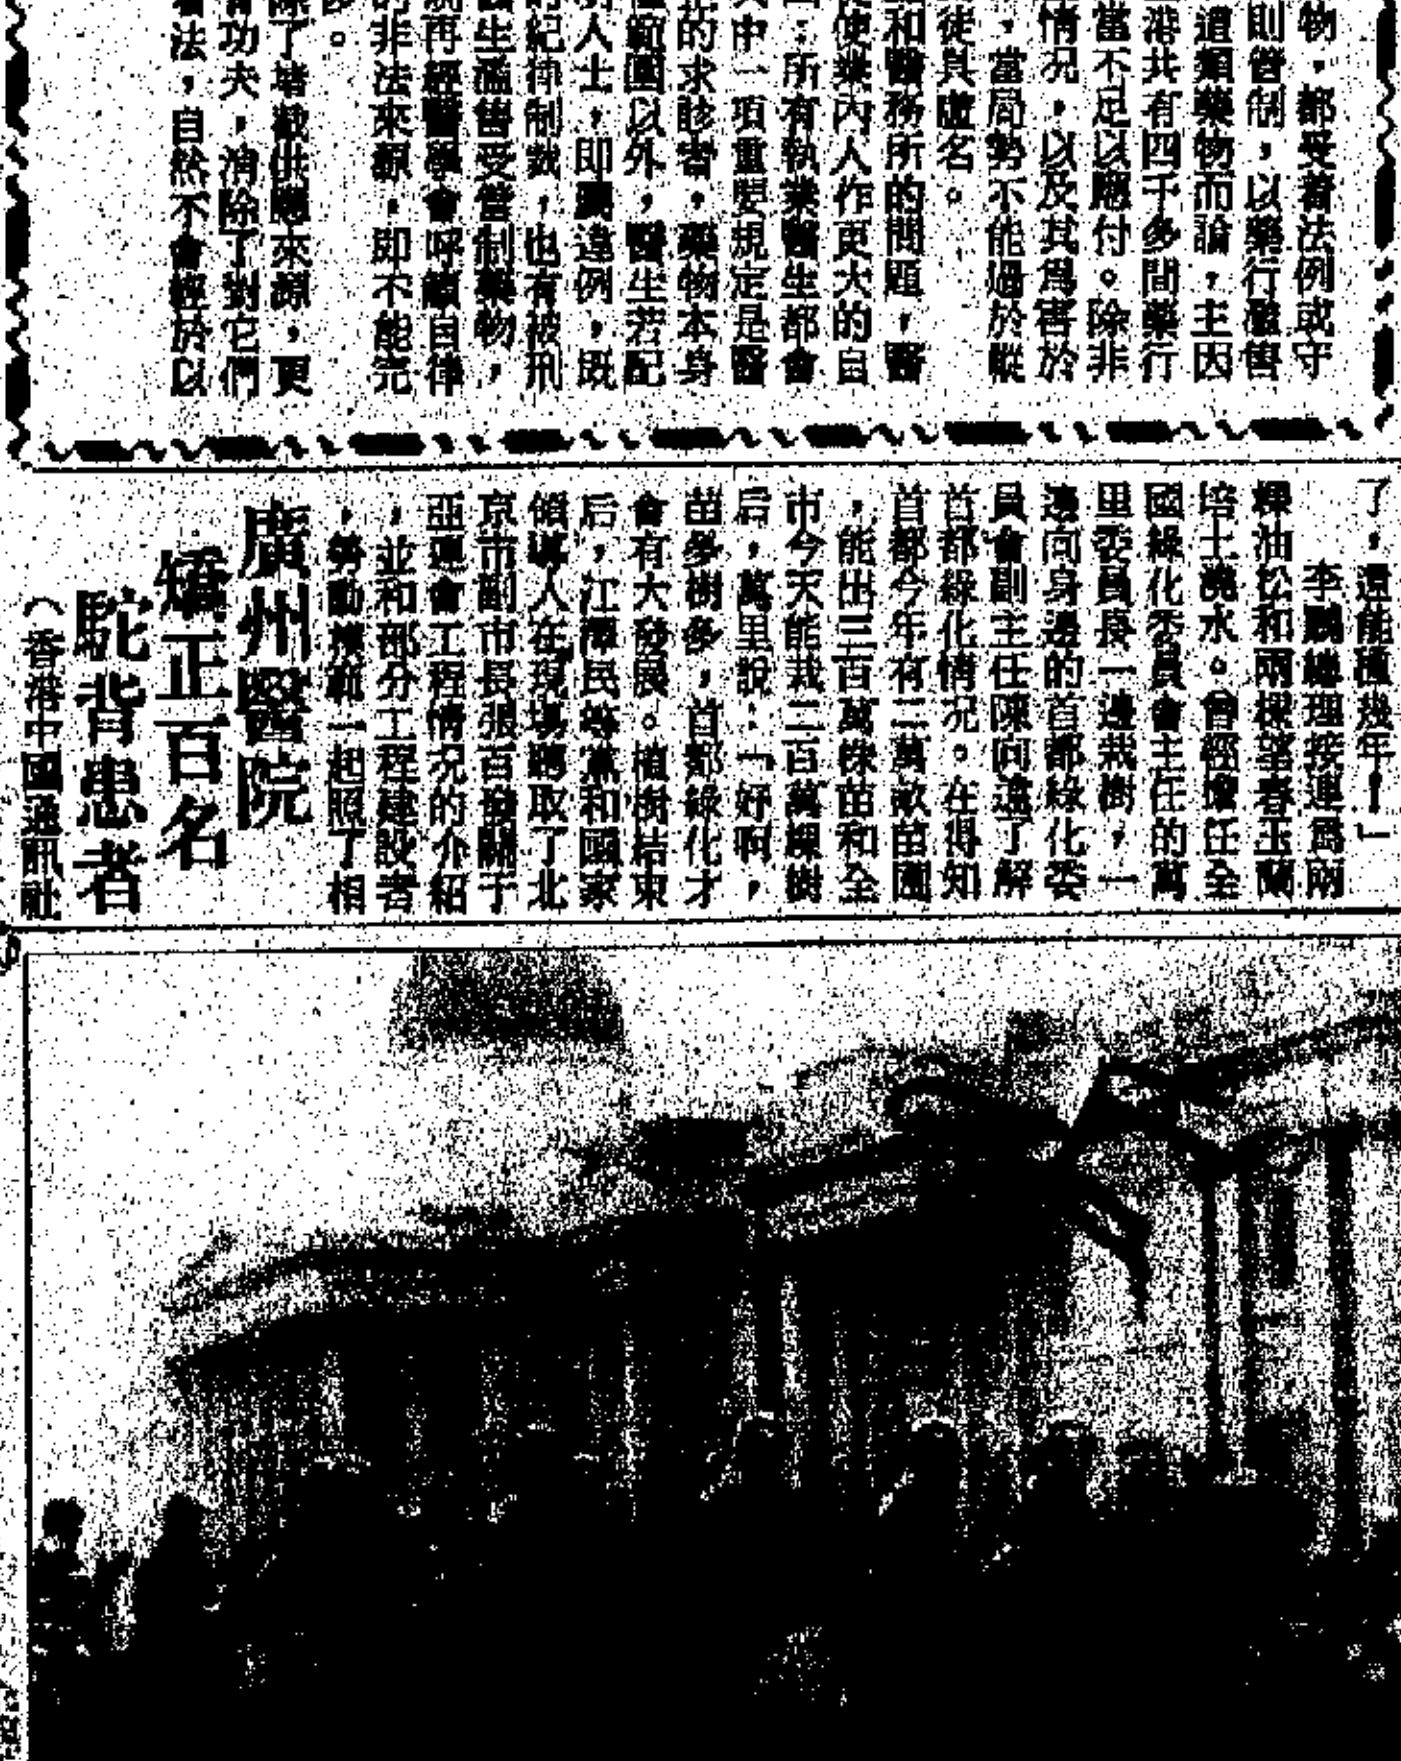 物，都受着法例或守
則管制，以藥行濫售
這類藥物而論，主因
港共有四千多間藥行
當不足以應付。除非
情况，以及其爲害於
，當局勢不能過於縱
徒具虛名。
和醫務所的問題，醫
使業內人作更大的自
：所有執業醫生都會
中一項重要規定是醫
的求診者，藥物本身
範圍以外，醫生若配
人士，即屬違例，既
紀律制裁，也有被刑
生濫售受管制藥物，
再經醫學會呼籲自律
非法來源，即不能完
。
了堵截供應來源，更
功夫，消除了對它們
法，自然不會輕於以
了，還能植幾年！」
李鵬總理接連爲兩
棵油松和兩棵望春玉蘭
培土澆水。曾經擔任全
國綠化委員會主任的萬
里委員長一邊栽樹，一
邊向身邊的首都綠化委
員會副主任陳向遠了解
首都綠化情况。在得知
首都今年有三萬畝苗圃
，能出三百萬株苗和全
市今天能栽二百萬棵樹
后，萬里說：「好啊，
苗多樹多，首都綠化才
會有大發展。植樹結束
后，江澤民等黨和國家
領導人在現場聽取了北
京市副市長張百發關于
亞運會工程情況的介紹
，並和部分工程建設者
，勞動模範一起照了相
廣州醫院
矯正百名
駝背患者
（香港中國通訊社